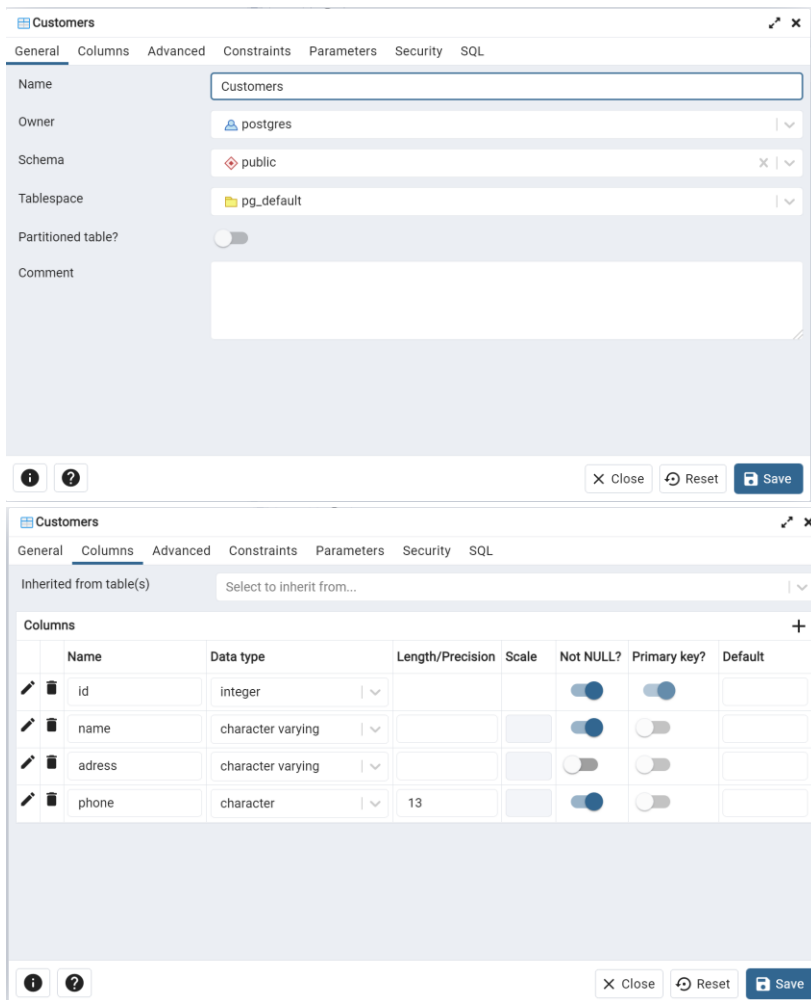 Customers
General Columns Advanced Constraints Parameters Security SQL
Name Customers
Owner postgres
Schema public
Tablespace pg_default
Partitioned table?
Comment
Close Reset Save
Customers
General Columns Advanced Constraints Parameters Security SQL
Inherited from table(s) Select to inherit from...
Columns
Name Data type Length/Precision Scale Not NULL? Primary key? Default
id integer
name character varying
adress character varying
phone character 13
Close Reset Save